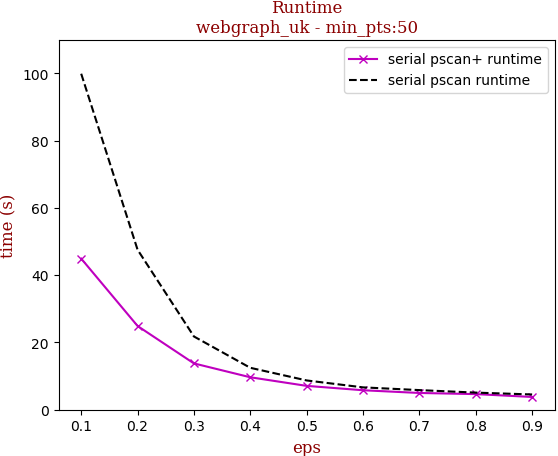 Runtime
webgraph_uk - min_pts:50
serial pscan+ runtime
serial pscan runtime
time (s)
100
80
60
40
20
0
0.1 0.2 0.3 0.4 0.5 0.6 0.7 0.8 0.9
eps